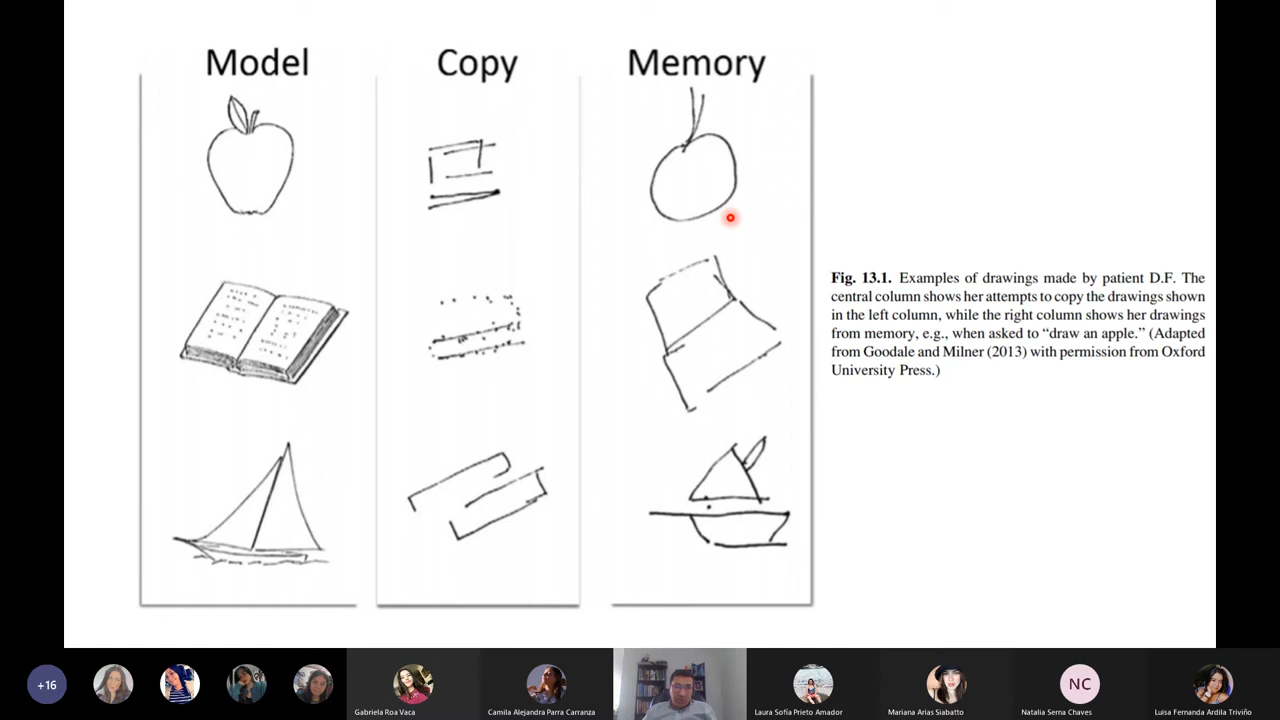 Model Copy Memory
Fig. 13.1. Examples of drawings made by patient D.F. The
central column shows her attempts to copy the drawings shown
in the left column, while the right column shows her drawings
from memory, e.g., when asked to “draw an apple.” (Adapted
from Goodale and Milner (2013) with permission from Oxford
University Press.)
+16
NC
Gabriela Roa Vaca
Camila Alejandra Parra Carranza
Laura Sofía Prieto Amador
Mariana Arias Siabatto
Natalia Serna Chaves
Luisa Fernanda Ardila Triviño